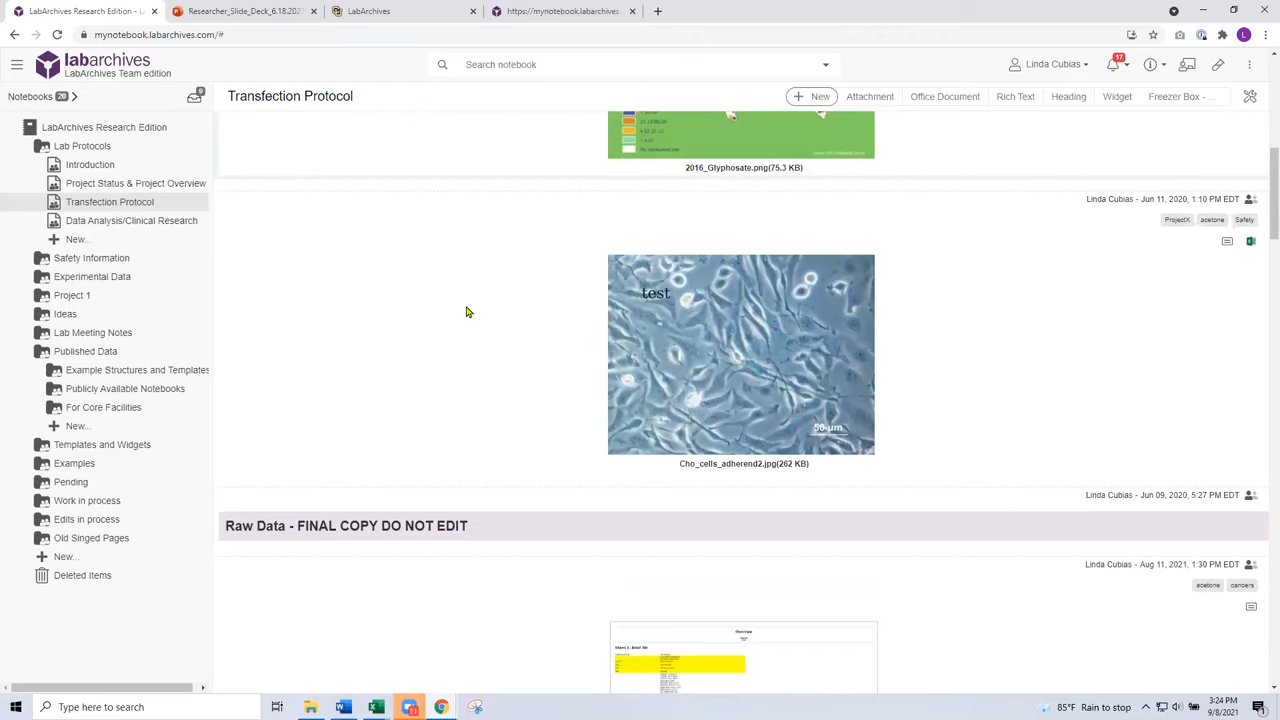 LabArchives Research Edition
Researcher_Slide_Deck_6.18.202
LabArchives
https://mynotebook.labarchives
mynotebook.labarchives.com/#
labarchives
LabArchives Team edition
Search notebook
Linda Cubias
17
Notebooks 20
0
Transfection Protocol
New
Attachment
Office Document
Rich Text
Heading
Widget
Freezer Box - ...
LabArchives Research Edition
Lab Protocols
Introduction
Project Status & Project Overview
Transfection Protocol
Data Analysis/Clinical Research
New...
Safety Information
Experimental Data
Project 1
Ideas
Lab Meeting Notes
Published Data
Example Structures and Templates
Publicly Available Notebooks
For Core Facilities
New...
Templates and Widgets
Examples
Pending
Work in process
Edits in process
Old Singed Pages
New...
Deleted Items
2016_Glyphosate.png(75.3 KB)
Linda Cubias - Jun 11, 2020, 1:10 PM EDT
ProjectX acetone Safety
test
50 µm
Cho_cells_adherend2.jpg(262 KB)
Linda Cubias - Jun 09, 2020, 5:27 PM EDT
Raw Data - FINAL COPY DO NOT EDIT
Linda Cubias - Aug 11, 2021, 1:30 PM EDT
acetone cancers
Overview
Type here to search
85°F Rain to stop
3:24 PM
9/8/2021